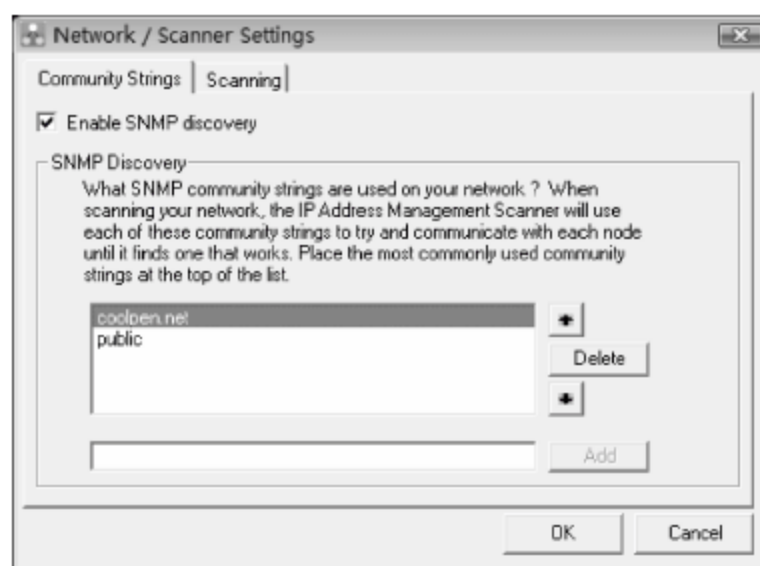 Network / Scanner Settings
Community Strings
Scanning
Enable SNMP discovery
SNMP Discovery
What SNMP community strings are used on your network ? When
scanning your network, the IP Address Management Scanner will use
each of these community strings to try and communicate with each node
until it finds one that works. Place the most commonly used community
strings at the top of the list.
coolpen.net
public
Delete
Add
OK
Cancel